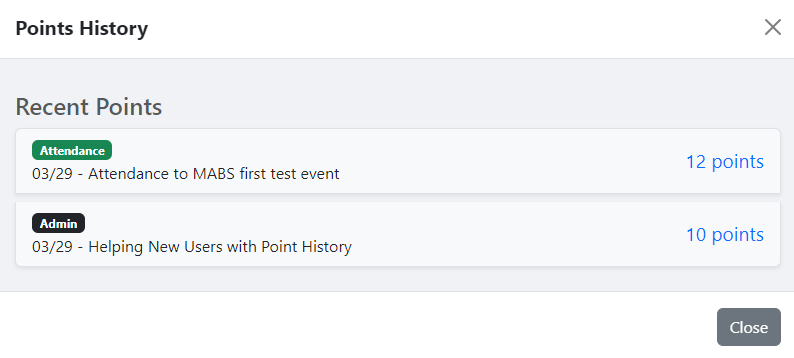 Points History
Recent Points
Attendance
03/29 - Attendance to MABS first test event
12 points
Admin
03/29 - Helping New Users with Point History
10 points
Close